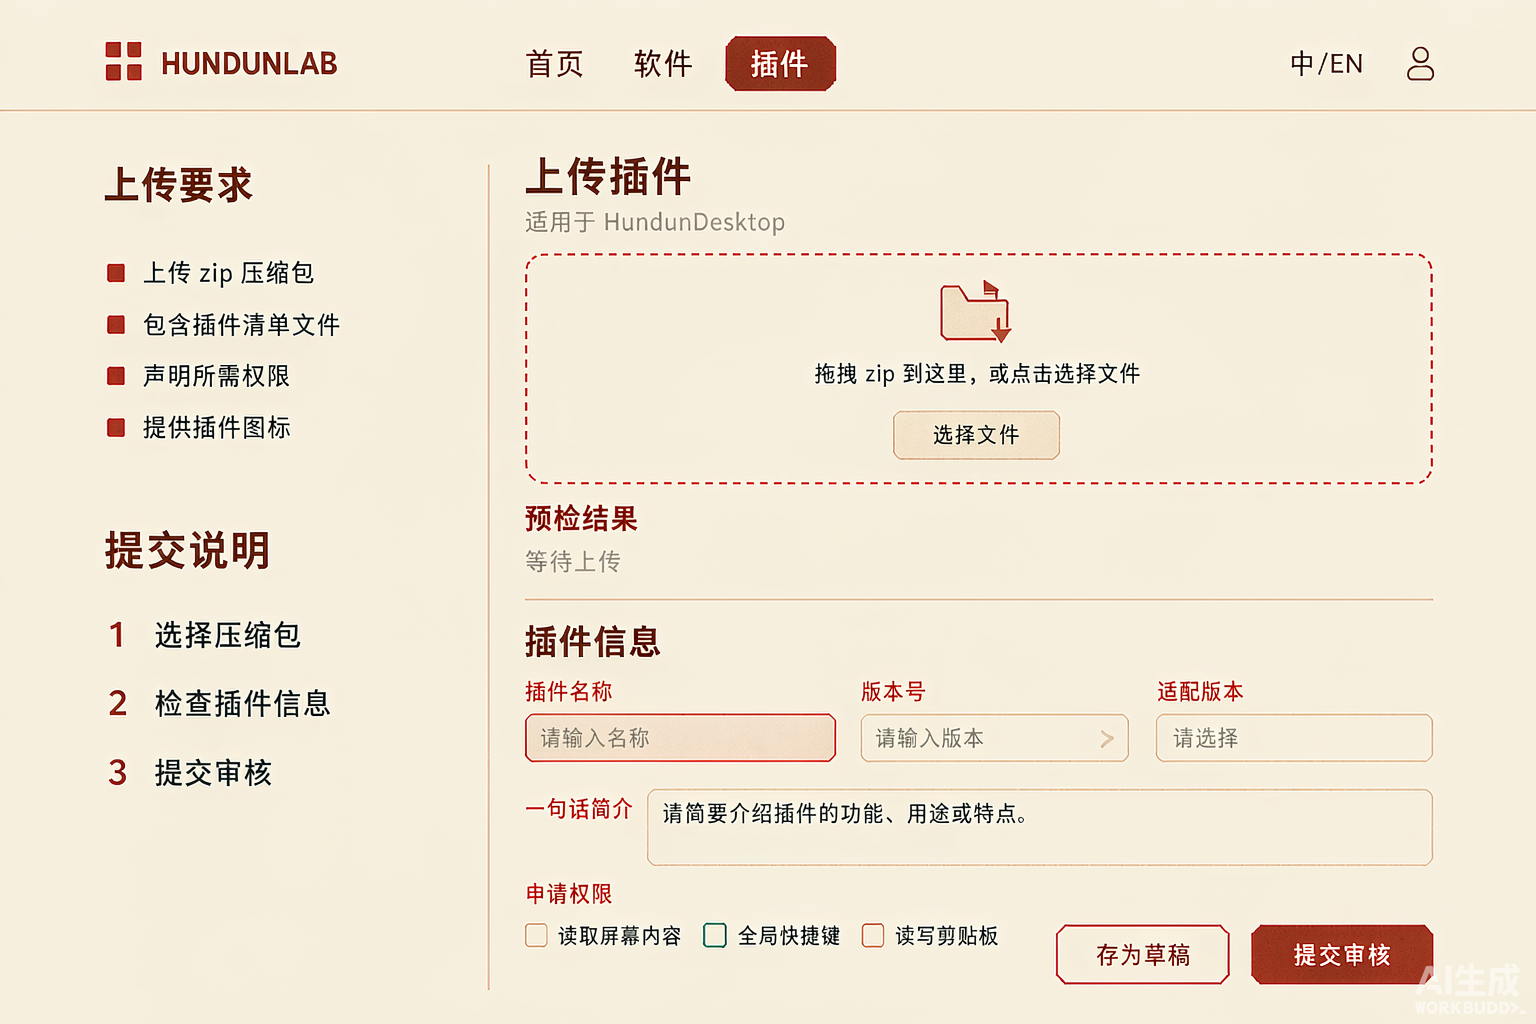 HUNDUNLAB
首页 软件 插件
中/EN
上传要求
上传 zip 压缩包
包含插件清单文件
声明所需权限
提供插件图标
提交说明
1 选择压缩包
2 检查插件信息
3 提交审核
上传插件
适用于 HundunDesktop
拖拽 zip 到这里，或点击选择文件
选择文件
预检结果
等待上传
插件信息
插件名称 版本号 适配版本
请输入名称 请输入版本 请选择
一句话简介 请简要介绍插件的功能、用途或特点。
申请权限
读取屏幕内容 全局快捷键 读写剪贴板
存为草稿 提交审核
AI生成